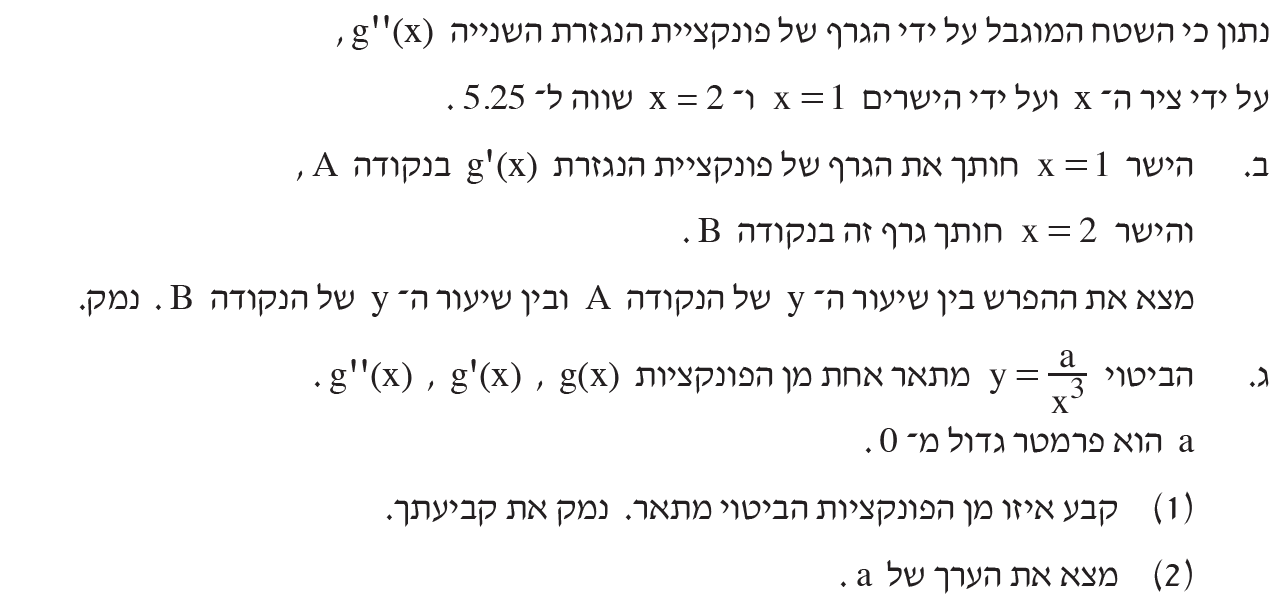 נתון כי השטח המוגבל על ידי הגרף של פונקציית הנגזרת השנייה g''(x) ,
על ידי ציר ה־ x ועל ידי הישרים x = 1 ו־ x = 2 שווה ל־ 5.25 .
ב. הישר x = 1 חותך את הגרף של פונקציית הנגזרת g'(x) בנקודה A ,
והישר x = 2 חותך גרף זה בנקודה B .
מצא את ההפרש בין שיעור ה־ y של הנקודה A ובין שיעור ה־ y של הנקודה B . נמק.
ג. הביטוי y = a/x³ מתאר אחת מן הפונקציות g(x) , g'(x) , g''(x) .
a הוא פרמטר גדול מ־ 0 .
(1) קבע איזו מן הפונקציות הביטוי מתאר. נמק את קביעתך.
(2) מצא את הערך של a .